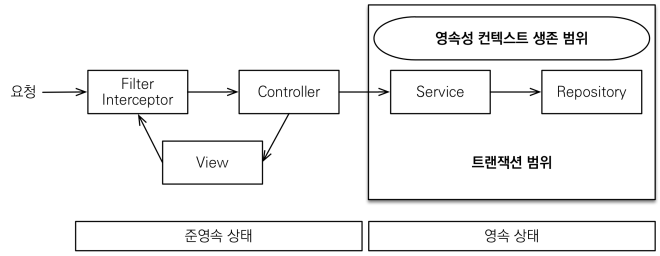 영속성 컨텍스트 생존 범위
요청
Filter
Interceptor
Controller
Service
Repository
View
트랜잭션 범위
준영속 상태
영속 상태